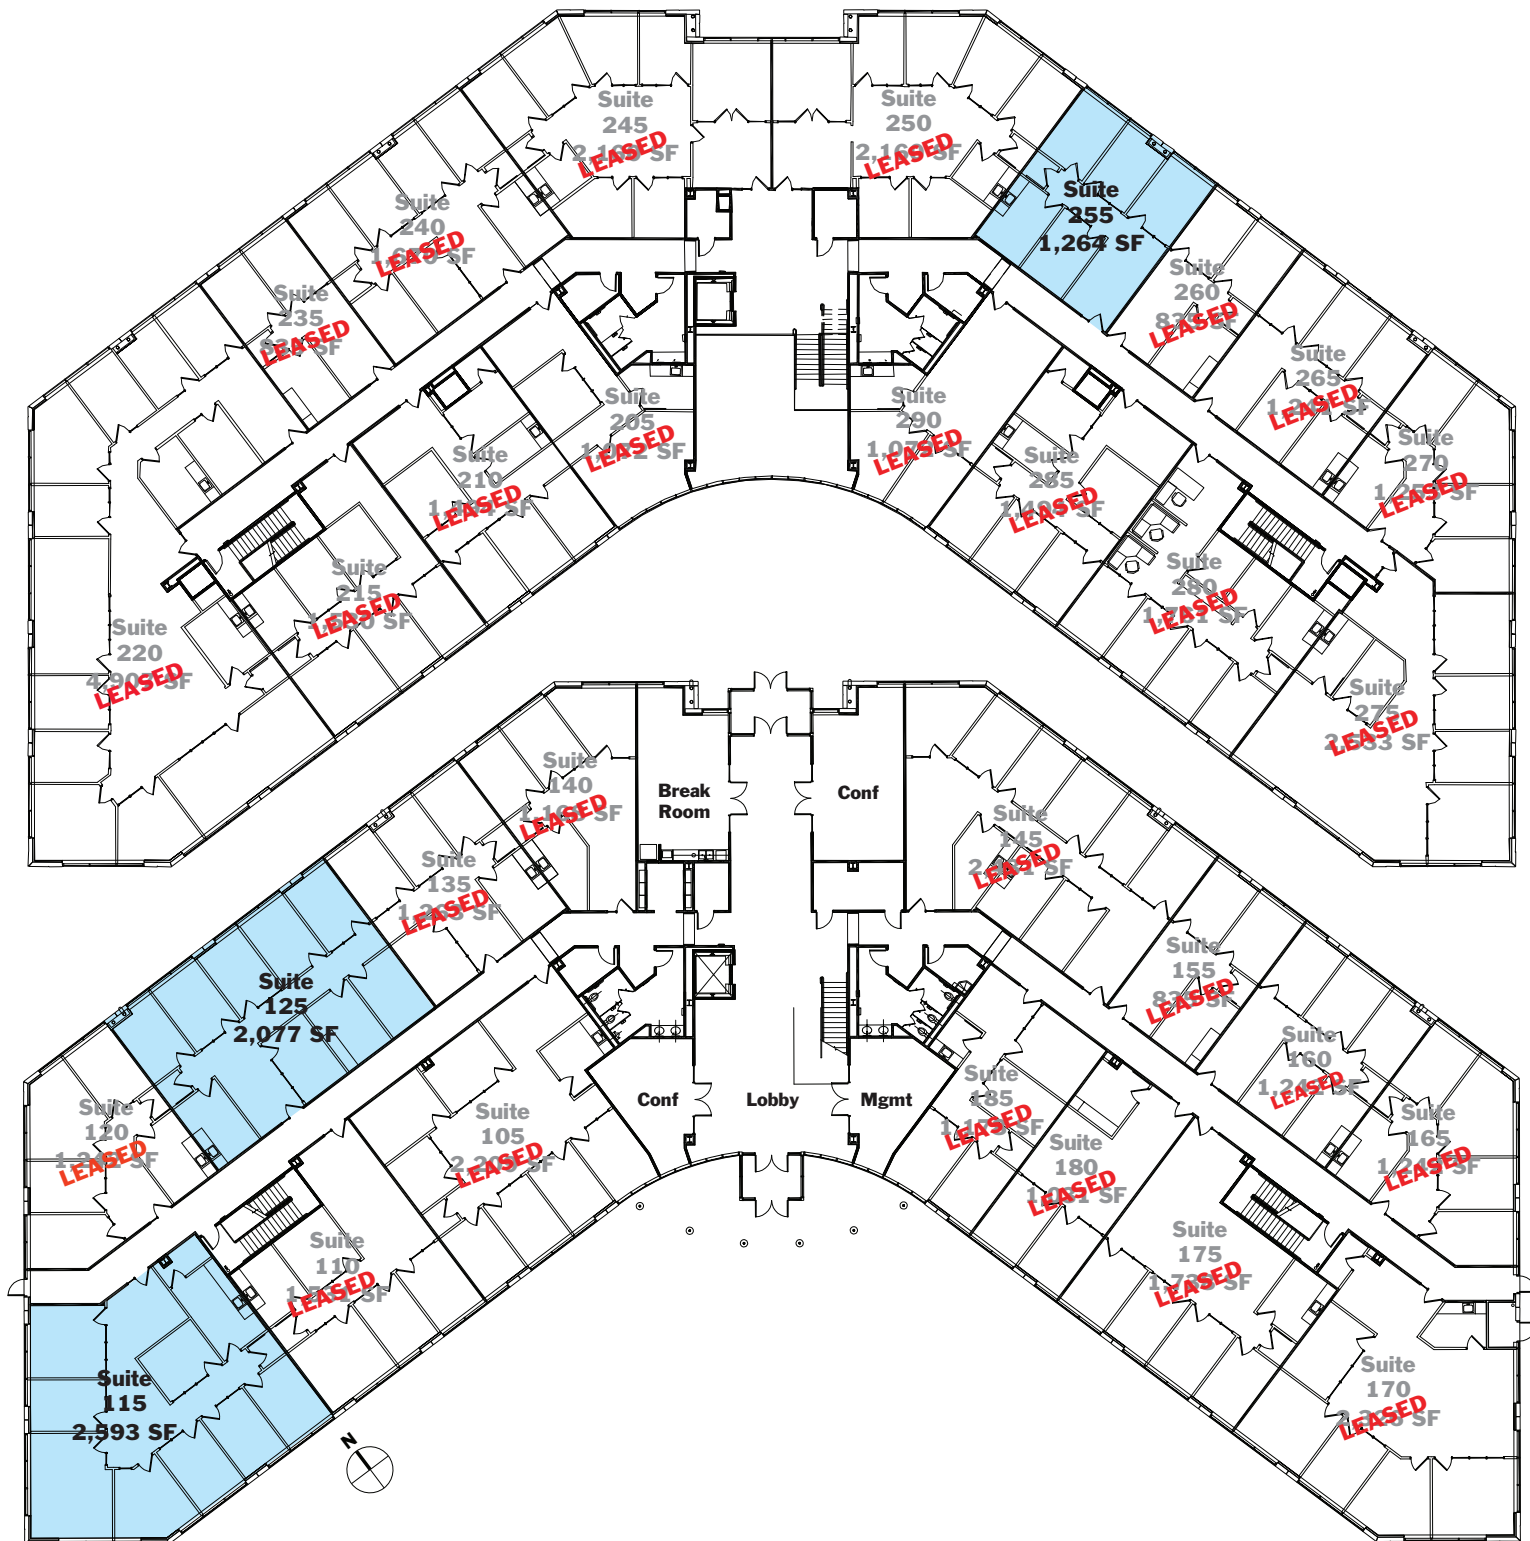 Suite
245
LEASED
Suite
250
LEASED
Suite
255
1,264 SF
Suite
240
LEASED
Suite
260
LEASED
Suite
235
LEASED
Suite
265
LEASED
Suite
205
LEASED
Suite
290
LEASED
Suite
210
LEASED
Suite
285
LEASED
Suite
270
LEASED
Suite
215
LEASED
Suite
280
LEASED
Suite
220
LEASED
Suite
275
LEASED
Suite
140
LEASED
Break
Room
Conf
Suite
145
LEASED
Suite
135
LEASED
Suite
155
LEASED
Suite
125
2,077 SF
Suite
160
LEASED
Suite
120
LEASED
Suite
105
LEASED
Conf
Lobby
Mgmt
Suite
185
LEASED
Suite
180
LEASED
Suite
165
LEASED
Suite
110
LEASED
Suite
175
LEASED
Suite
115
2,593 SF
Suite
170
LEASED
N